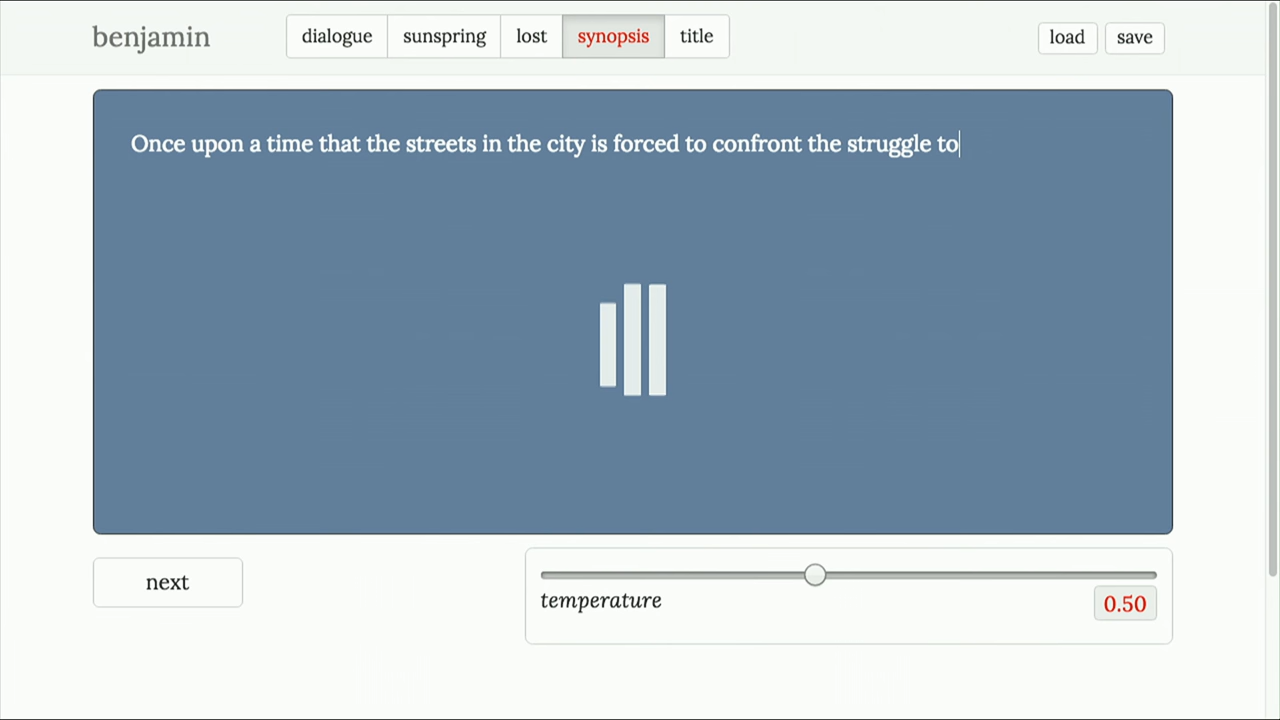 benjamin
dialogue
sunspring
lost
synopsis
title
load
save
Once upon a time that the streets in the city is forced to confront the struggle to
next
temperature
0.50